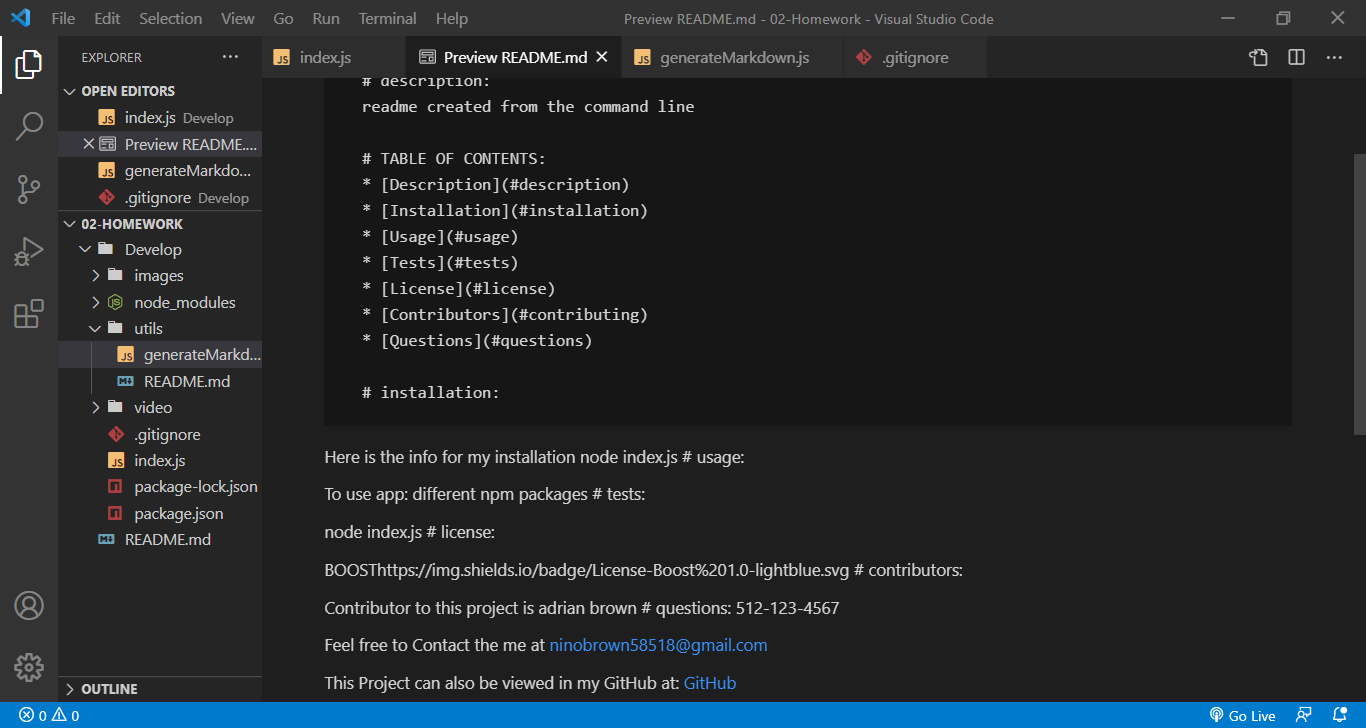 File Edit Selection View Go Run Terminal Help Preview README.md - 02-Homework - Visual Studio Code
EXPLORER ··· JS index.js Preview README.md × JS generateMarkdown.js .gitignore ···
OPEN EDITORS
JS index.js Develop
× Preview README....
JS generateMarkdo...
.gitignore Develop
02-HOMEWORK
Develop
images
JS node_modules
utils
JS generateMarkd...
README.md
video
.gitignore
JS index.js
package-lock.json
package.json
README.md
OUTLINE
# description:
readme created from the command line
# TABLE OF CONTENTS:
* [Description](#description)
* [Installation](#installation)
* [Usage](#usage)
* [Tests](#tests)
* [License](#license)
* [Contributors](#contributing)
* [Questions](#questions)
# installation:
Here is the info for my installation node index.js # usage:
To use app: different npm packages # tests:
node index.js # license:
BOOSThttps://img.shields.io/badge/License-Boost%201.0-lightblue.svg # contributors:
Contributor to this project is adrian brown # questions: 512-123-4567
Feel free to Contact the me at ninobrown58518@gmail.com
This Project can also be viewed in my GitHub at: GitHub
0 0 Go Live